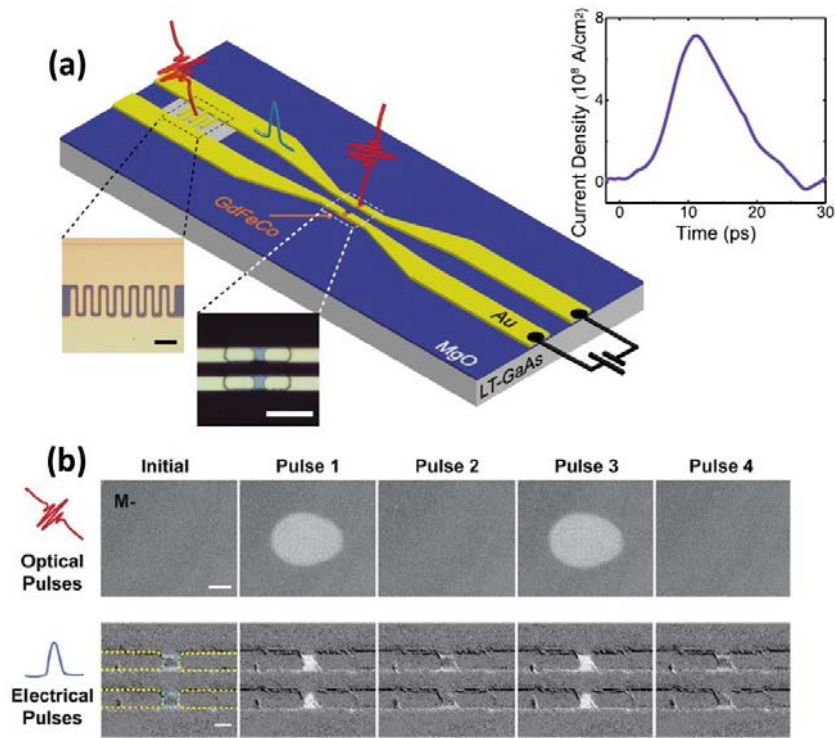 (a)
GdFeCo
Au
MgO
LT-GaAs
Current Density (10⁸ A/cm²)
8
4
0
0
10
20
30
Time (ps)
(b)
Initial
Pulse 1
Pulse 2
Pulse 3
Pulse 4
M-
Optical
Pulses
Electrical
Pulses